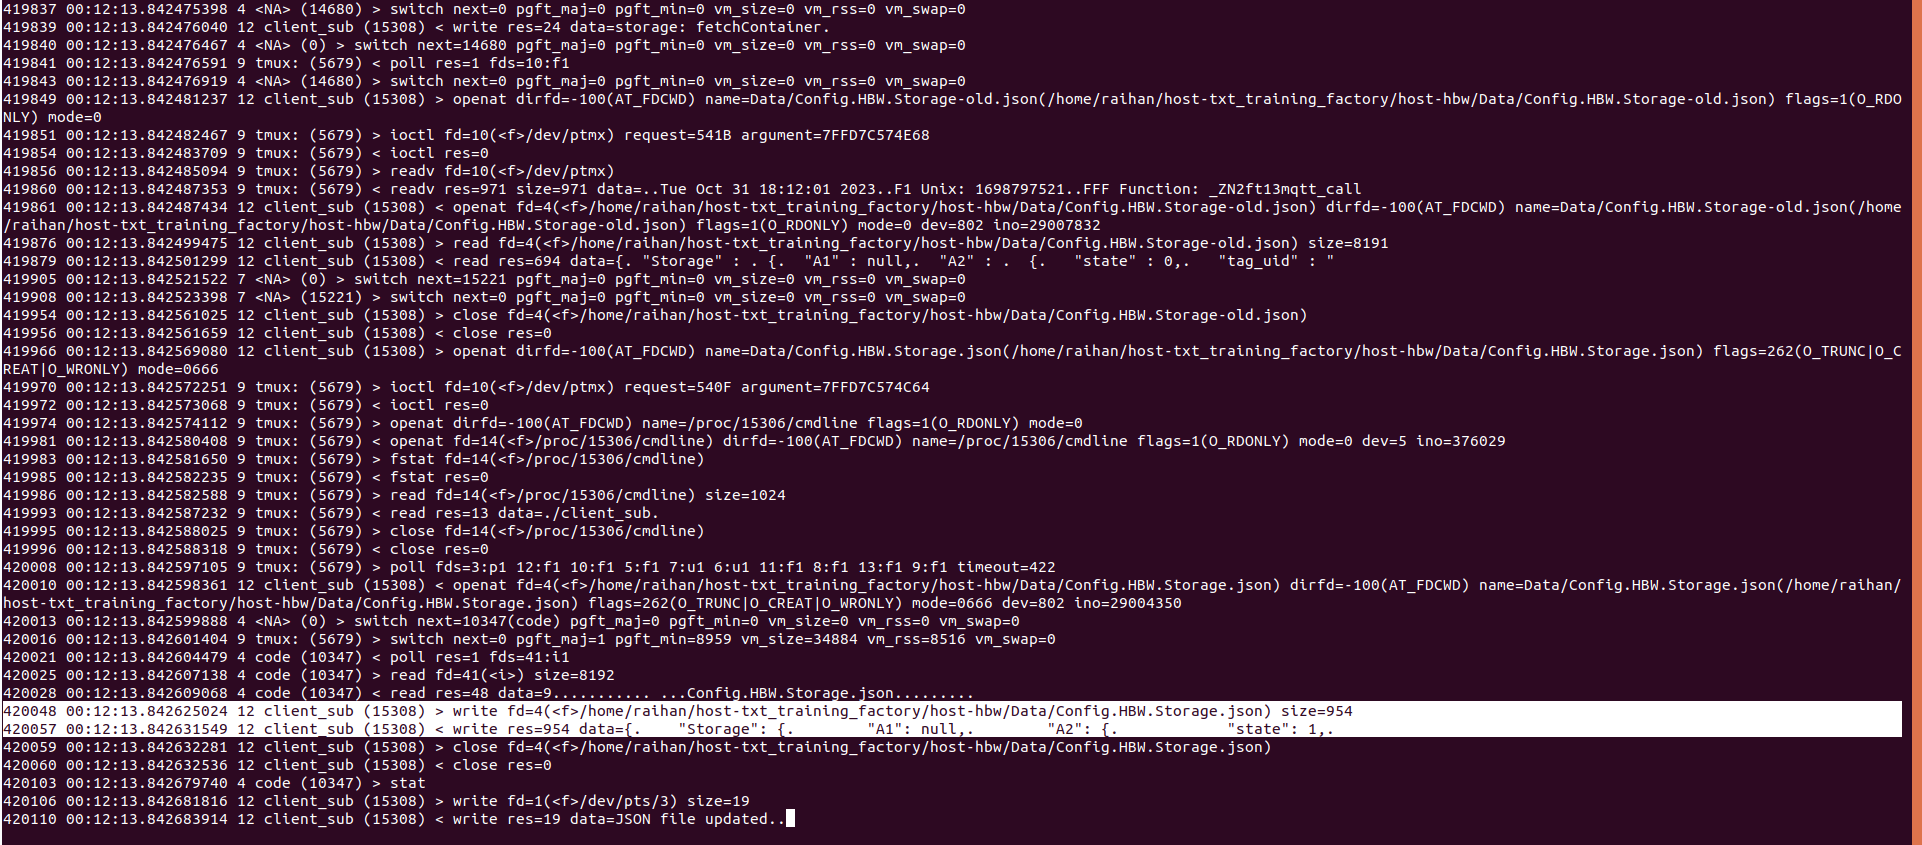 419837 00:12:13.842475398 4 <NA> (14680) > switch next=0 pgft_maj=0 pgft_min=0 vm_size=0 vm_rss=0 vm_swap=0
419839 00:12:13.842476040 12 client_sub (15308) < write res=24 data=storage: fetchContainer.
419840 00:12:13.842476467 4 <NA> (0) > switch next=14680 pgft_maj=0 pgft_min=0 vm_size=0 vm_rss=0 vm_swap=0
419841 00:12:13.842476591 9 tmux: (5679) < poll res=1 fds=10:f1
419843 00:12:13.842476919 4 <NA> (14680) > switch next=0 pgft_maj=0 pgft_min=0 vm_size=0 vm_rss=0 vm_swap=0
419849 00:12:13.842481237 12 client_sub (15308) > openat dirfd=-100(AT_FDCWD) name=Data/Config.HBW.Storage-old.json(/home/raihan/host-txt_training_factory/host-hbw/Data/Config.HBW.Storage-old.json) flags=1(O_RDO
NLY) mode=0
419851 00:12:13.842482467 9 tmux: (5679) > ioctl fd=10(<f>/dev/ptmx) request=541B argument=7FFD7C574E68
419854 00:12:13.842483709 9 tmux: (5679) < ioctl res=0
419856 00:12:13.842485094 9 tmux: (5679) > readv fd=10(<f>/dev/ptmx)
419860 00:12:13.842487353 9 tmux: (5679) < readv res=971 size=971 data=..Tue Oct 31 18:12:01 2023..F1 Unix: 1698797521..FFF Function: _ZN2ft13mqtt_call
419861 00:12:13.842487434 12 client_sub (15308) < openat fd=4(<f>/home/raihan/host-txt_training_factory/host-hbw/Data/Config.HBW.Storage-old.json) dirfd=-100(AT_FDCWD) name=Data/Config.HBW.Storage-old.json(/home
/raihan/host-txt_training_factory/host-hbw/Data/Config.HBW.Storage-old.json) flags=1(O_RDONLY) mode=0 dev=802 ino=29007832
419876 00:12:13.842499475 12 client_sub (15308) > read fd=4(<f>/home/raihan/host-txt_training_factory/host-hbw/Data/Config.HBW.Storage-old.json) size=8191
419879 00:12:13.842501299 12 client_sub (15308) < read res=694 data={. "Storage" : . {.  "A1" : null,.  "A2" : .  {.   "state" : 0,.   "tag_uid" : "
419905 00:12:13.842521522 7 <NA> (0) > switch next=15221 pgft_maj=0 pgft_min=0 vm_size=0 vm_rss=0 vm_swap=0
419908 00:12:13.842523398 7 <NA> (15221) > switch next=0 pgft_maj=0 pgft_min=0 vm_size=0 vm_rss=0 vm_swap=0
419954 00:12:13.842561025 12 client_sub (15308) > close fd=4(<f>/home/raihan/host-txt_training_factory/host-hbw/Data/Config.HBW.Storage-old.json)
419956 00:12:13.842561659 12 client_sub (15308) < close res=0
419966 00:12:13.842569080 12 client_sub (15308) > openat dirfd=-100(AT_FDCWD) name=Data/Config.HBW.Storage.json(/home/raihan/host-txt_training_factory/host-hbw/Data/Config.HBW.Storage.json) flags=262(O_TRUNC|O_C
REAT|O_WRONLY) mode=0666
419970 00:12:13.842572251 9 tmux: (5679) > ioctl fd=10(<f>/dev/ptmx) request=540F argument=7FFD7C574C64
419972 00:12:13.842573068 9 tmux: (5679) < ioctl res=0
419974 00:12:13.842574112 9 tmux: (5679) > openat dirfd=-100(AT_FDCWD) name=/proc/15306/cmdline flags=1(O_RDONLY) mode=0
419981 00:12:13.842580408 9 tmux: (5679) < openat fd=14(<f>/proc/15306/cmdline) dirfd=-100(AT_FDCWD) name=/proc/15306/cmdline flags=1(O_RDONLY) mode=0 dev=5 ino=376029
419983 00:12:13.842581650 9 tmux: (5679) > fstat fd=14(<f>/proc/15306/cmdline)
419985 00:12:13.842582235 9 tmux: (5679) < fstat res=0
419986 00:12:13.842582588 9 tmux: (5679) > read fd=14(<f>/proc/15306/cmdline) size=1024
419993 00:12:13.842587232 9 tmux: (5679) < read res=13 data=./client_sub.
419995 00:12:13.842588025 9 tmux: (5679) > close fd=14(<f>/proc/15306/cmdline)
419996 00:12:13.842588318 9 tmux: (5679) < close res=0
420008 00:12:13.842597105 9 tmux: (5679) > poll fds=3:p1 12:f1 10:f1 5:f1 7:u1 6:u1 11:f1 8:f1 13:f1 9:f1 timeout=422
420010 00:12:13.842598361 12 client_sub (15308) < openat fd=4(<f>/home/raihan/host-txt_training_factory/host-hbw/Data/Config.HBW.Storage.json) dirfd=-100(AT_FDCWD) name=Data/Config.HBW.Storage.json(/home/raihan/
host-txt_training_factory/host-hbw/Data/Config.HBW.Storage.json) flags=262(O_TRUNC|O_CREAT|O_WRONLY) mode=0666 dev=802 ino=29004350
420013 00:12:13.842599888 4 <NA> (0) > switch next=10347(code) pgft_maj=0 pgft_min=0 vm_size=0 vm_rss=0 vm_swap=0
420016 00:12:13.842601404 9 tmux: (5679) > switch next=0 pgft_maj=1 pgft_min=8959 vm_size=34884 vm_rss=8516 vm_swap=0
420021 00:12:13.842604479 4 code (10347) < poll res=1 fds=41:i1
420025 00:12:13.842607138 4 code (10347) > read fd=41(<i>) size=8192
420028 00:12:13.842609068 4 code (10347) < read res=48 data=9........... ...Config.HBW.Storage.json.........
420048 00:12:13.842625024 12 client_sub (15308) > write fd=4(<f>/home/raihan/host-txt_training_factory/host-hbw/Data/Config.HBW.Storage.json) size=954
420057 00:12:13.842631549 12 client_sub (15308) < write res=954 data={.    "Storage": {.        "A1": null,.        "A2": {.            "state": 1,.
420059 00:12:13.842632281 12 client_sub (15308) > close fd=4(<f>/home/raihan/host-txt_training_factory/host-hbw/Data/Config.HBW.Storage.json)
420060 00:12:13.842632536 12 client_sub (15308) < close res=0
420103 00:12:13.842679740 4 code (10347) > stat
420106 00:12:13.842681816 12 client_sub (15308) > write fd=1(<f>/dev/pts/3) size=19
420110 00:12:13.842683914 12 client_sub (15308) < write res=19 data=JSON file updated..